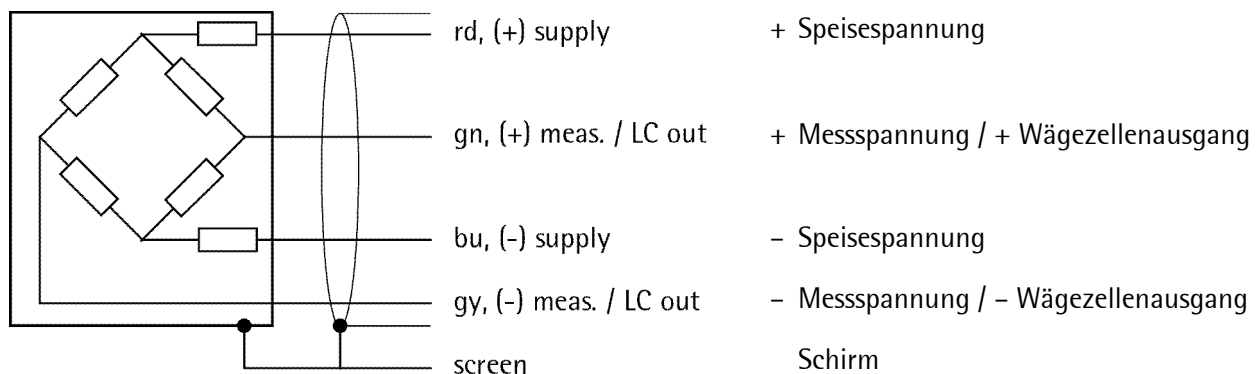 rd, (+) supply + Speisespannung
gn, (+) meas. / LC out + Messspannung / + Wägezellenausgang
bu, (-) supply – Speisespannung
gy, (-) meas. / LC out – Messspannung / – Wägezellenausgang
screen Schirm